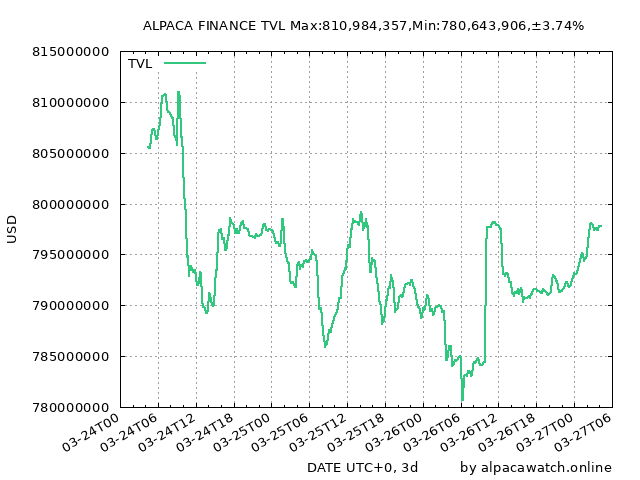 ALPACA FINANCE TVL Max:810,984,357,Min:780,643,906,±3.74%
TVL
815000000
810000000
805000000
800000000
795000000
790000000
785000000
780000000
USD
03-24T00
03-24T06
03-24T12
03-24T18
03-25T00
03-25T06
03-25T12
03-25T18
03-26T00
03-26T06
03-26T12
03-26T18
03-27T00
03-27T06
DATE UTC+0, 3d
by alpacawatch.online